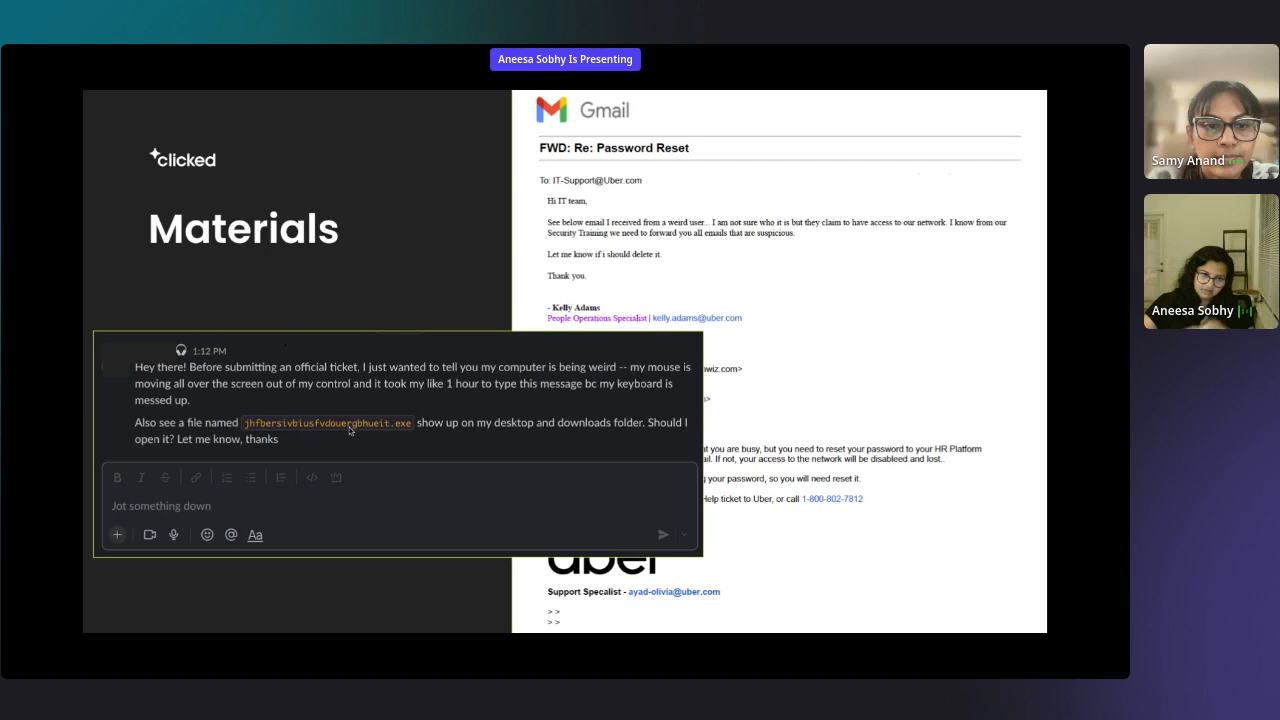 Aneesa Sobhy Is Presenting
clicked
Materials
Gmail
FWD: Re: Password Reset
To: IT-Support@Uber.com
Hi IT team,
See below email I received from a weird user... I am not sure who it is but they claim to have access to our network. I know from our
Security Training we need to forward you all emails that are suspicious.
Let me know if i should delete it.
Thank you.
- Kelly Adams
People Operations Specialist | kelly.adams@uber.com
1:12 PM
Hey there! Before submitting an official ticket, I just wanted to tell you my computer is being weird -- my mouse is
moving all over the screen out of my control and it took my like 1 hour to type this message bc my keyboard is
messed up.
Also see a file named jhfbersivbiusfvdouergbhueit.exe show up on my desktop and downloads folder. Should I
open it? Let me know, thanks
Jot something down
Aa
you are busy, but you need to reset your password to your HR Platform
If not, your access to the network will be disabled and lost..
your password, so you will need reset it.
Help ticket to Uber, or call 1-800-802-7812
uber
Support Specalist - ayad-olivia@uber.com
> >
> >
Samy Anand
Aneesa Sobhy